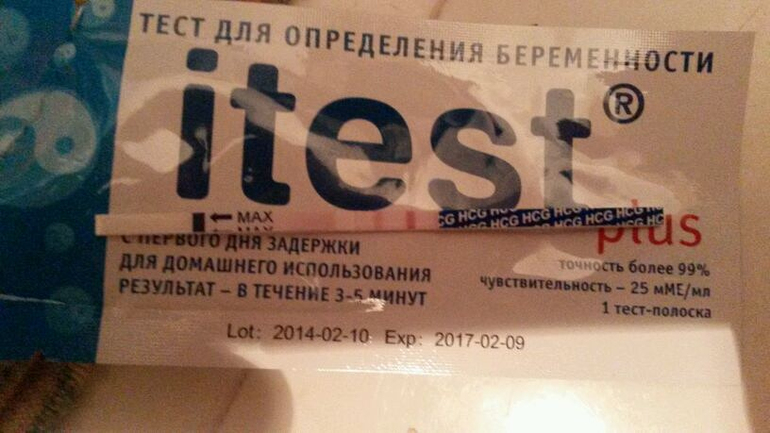 ТЕСТ ДЛЯ ОПРЕДЕЛЕНИЯ БЕРЕМЕННОСТИ
itest®
← MAX
HCG HCG HCG HCG HCG
HCG HCG HCG HCG
plus
С ПЕРВОГО ДНЯ ЗАДЕРЖКИ
ДЛЯ ДОМАШНЕГО ИСПОЛЬЗОВАНИЯ
РЕЗУЛЬТАТ – В ТЕЧЕНИЕ 3-5 МИНУТ
точность более 99%
чувствительность – 25 мМЕ/мл
1 тест-полоска
Lot: 2014-02-10 Exp: 2017-02-09